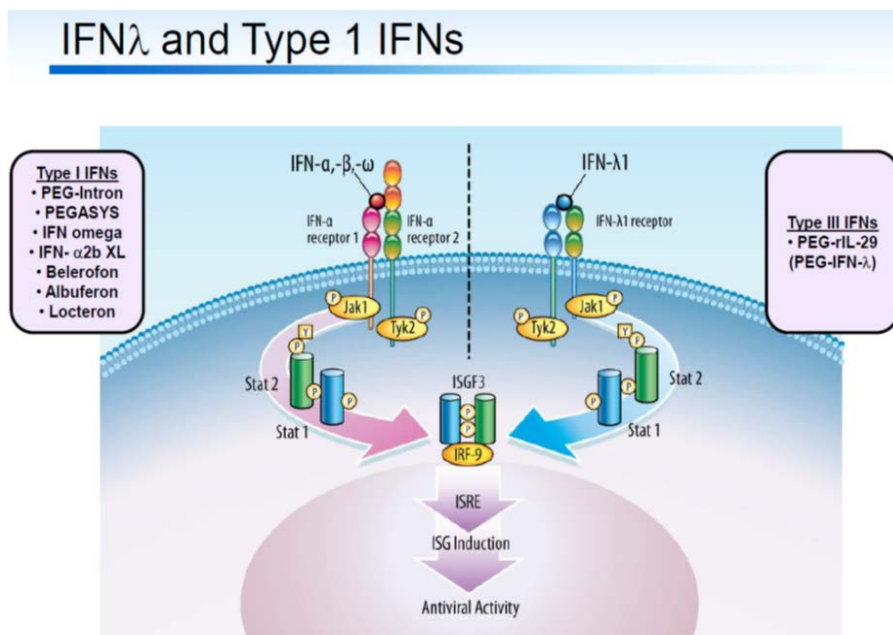 IFNλ and Type 1 IFNs
Type I IFNs
• PEG-Intron
• PEGASYS
• IFN omega
• IFN- α2b XL
• Belerofon
• Albuferon
• Locteron
IFN-α,-β,-ω
IFN-α
receptor 1
IFN-α
receptor 2
P
Jak1
Tyk2
P
Y
P
Stat 2
P
P
Stat 1
IFN-λ1
IFN-λ1 receptor
Jak1
P
P
Tyk2
Y
P
Stat 2
P
P
Stat 1
Type III IFNs
• PEG-rIL-29
(PEG-IFN-λ)
ISGF3
P
P
IRF-9
ISRE
ISG Induction
Antiviral Activity